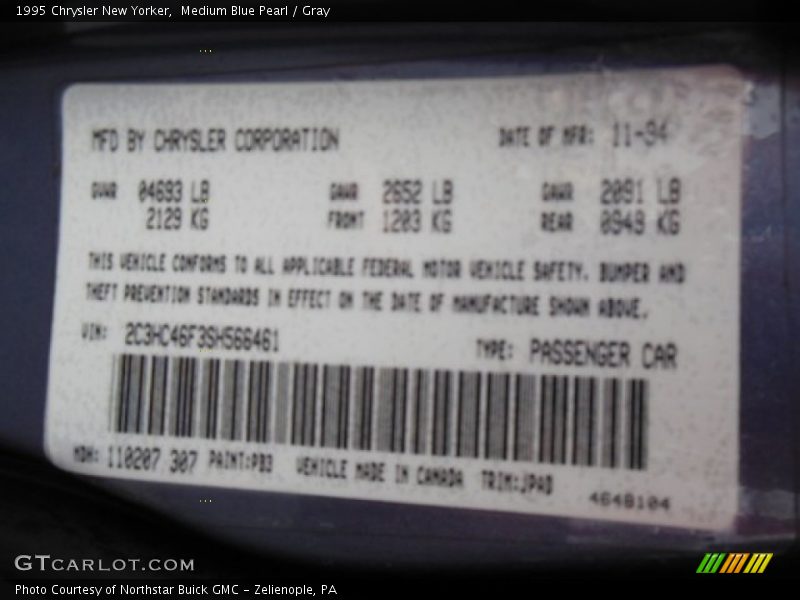 1995 Chrysler New Yorker,  Medium Blue Pearl / Gray
MFD BY CHRYSLER CORPORATION DATE OF MFR: 11-94
GVWR 04693 LB GAWR 2652 LB GAWR 2091 LB
2129 KG FRONT 1203 KG REAR 0949 KG
THIS VEHICLE CONFORMS TO ALL APPLICABLE FEDERAL MOTOR VEHICLE SAFETY. BUMPER AND
THEFT PREVENTION STANDARDS IN EFFECT ON THE DATE OF MANUFACTURE SHOWN ABOVE.
VIN: 2C3HC46F3SH566461 TYPE: PASSENGER CAR
MDH: 110207 307 PAINT:PB3 VEHICLE MADE IN CANADA TRIM:JPAD 4648104
GTCARLOT.COM
Photo Courtesy of Northstar Buick GMC - Zelienople, PA